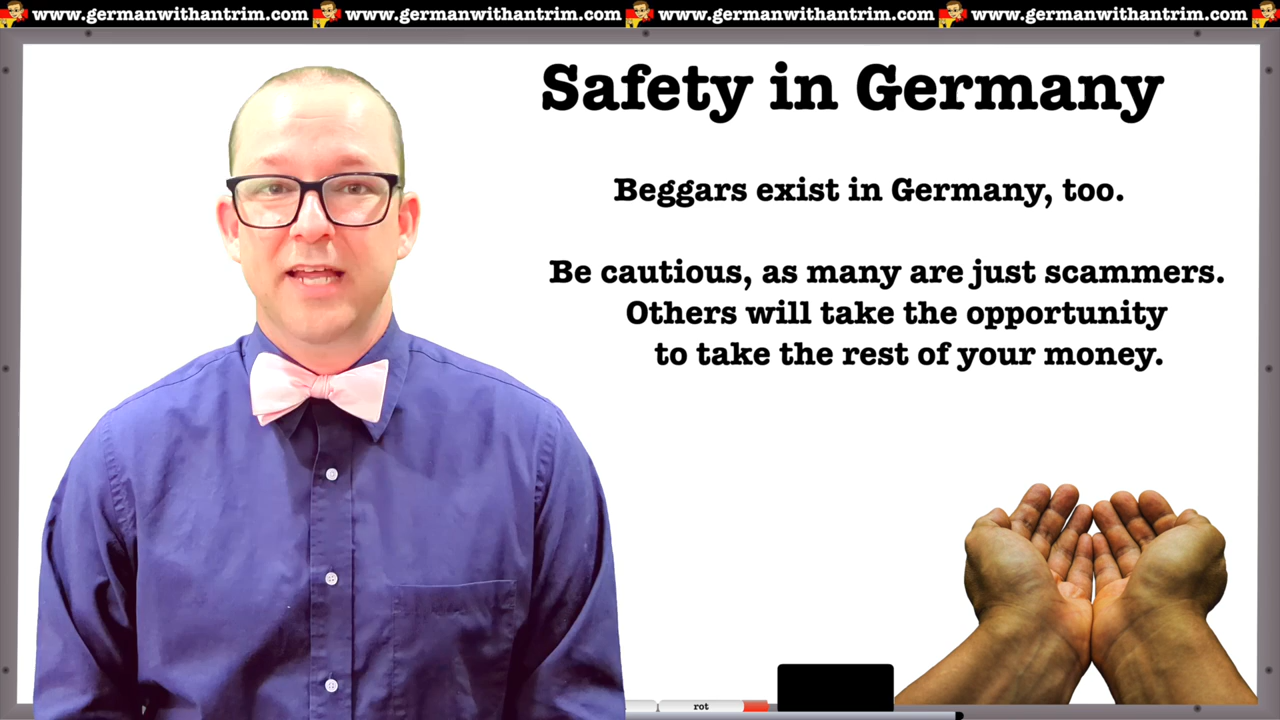 www.germanwithantrim.com www.germanwithantrim.com www.germanwithantrim.com www.germanwithantrim.com
Safety in Germany
Beggars exist in Germany, too.
Be cautious, as many are just scammers.
Others will take the opportunity
to take the rest of your money.
rot